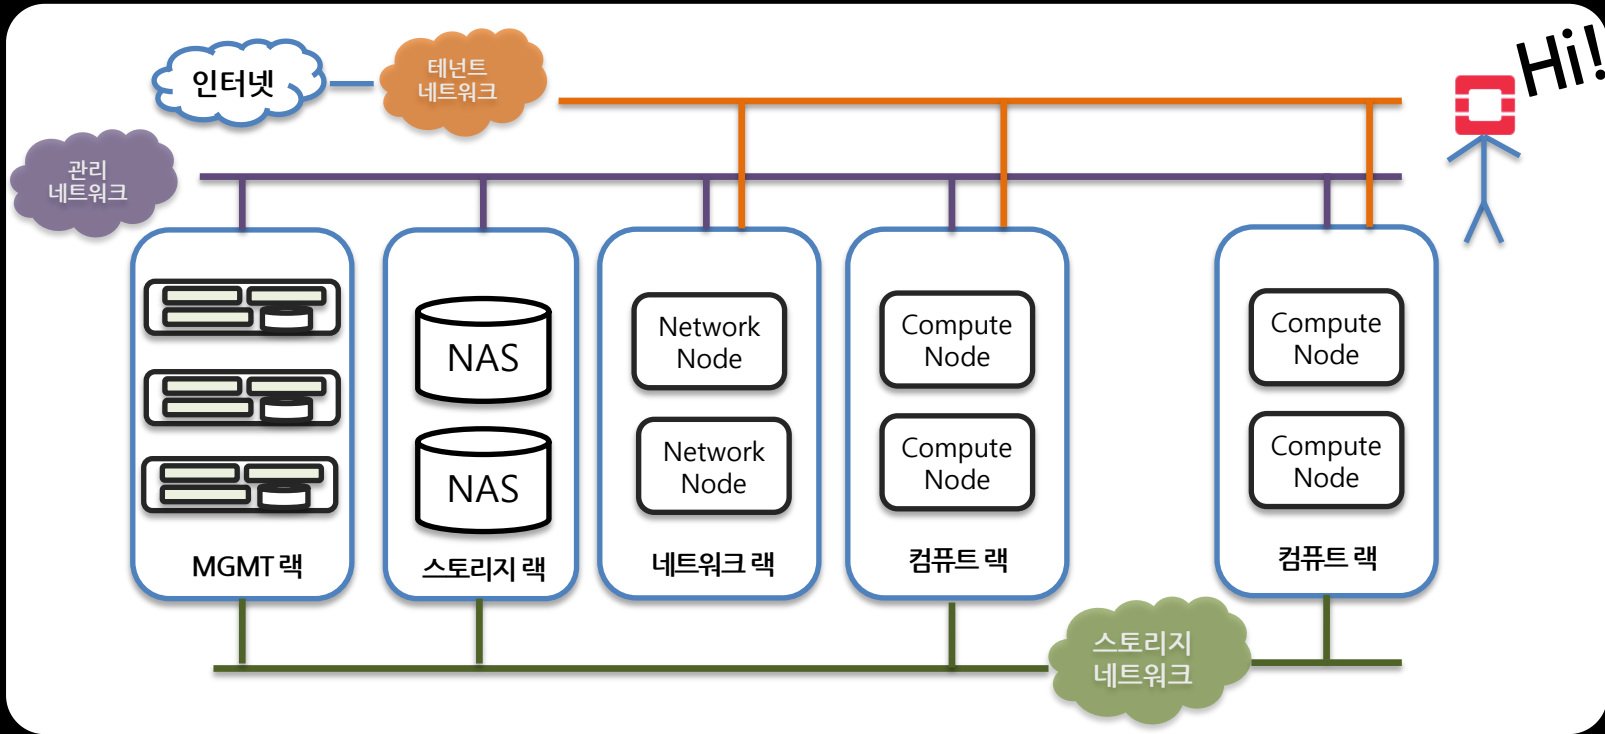 인터넷
테넌트
네트워크
Hi!
관리
네트워크
NAS
NAS
Network
Node
Network
Node
Compute
Node
Compute
Node
Compute
Node
Compute
Node
MGMT 랙
스토리지 랙
네트워크 랙
컴퓨트 랙
컴퓨트 랙
스토리지
네트워크